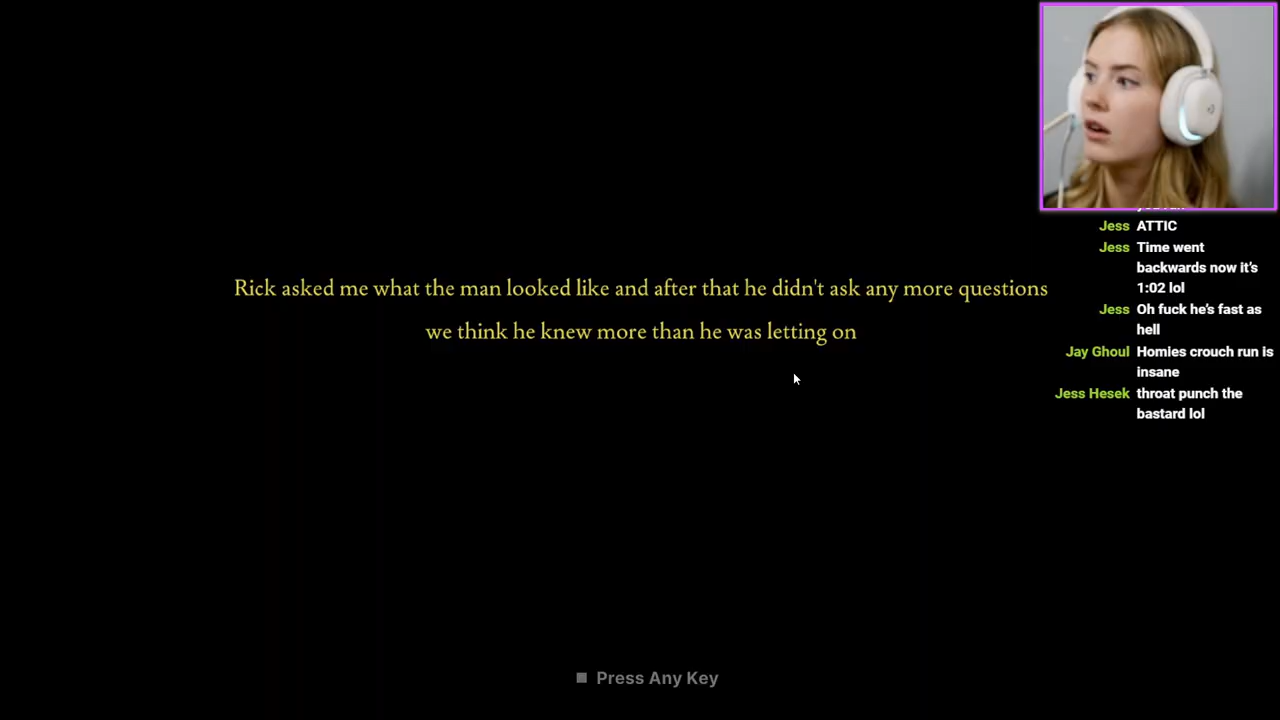 Rick asked me what the man looked like and after that he didn't ask any more questions
we think he knew more than he was letting on
Jess ATTIC
Jess Time went
backwards now it's
1:02 lol
Jess Oh fuck he's fast as
hell
Jay Ghoul Homies crouch run is
insane
Jess Hesek throat punch the
bastard lol
Press Any Key